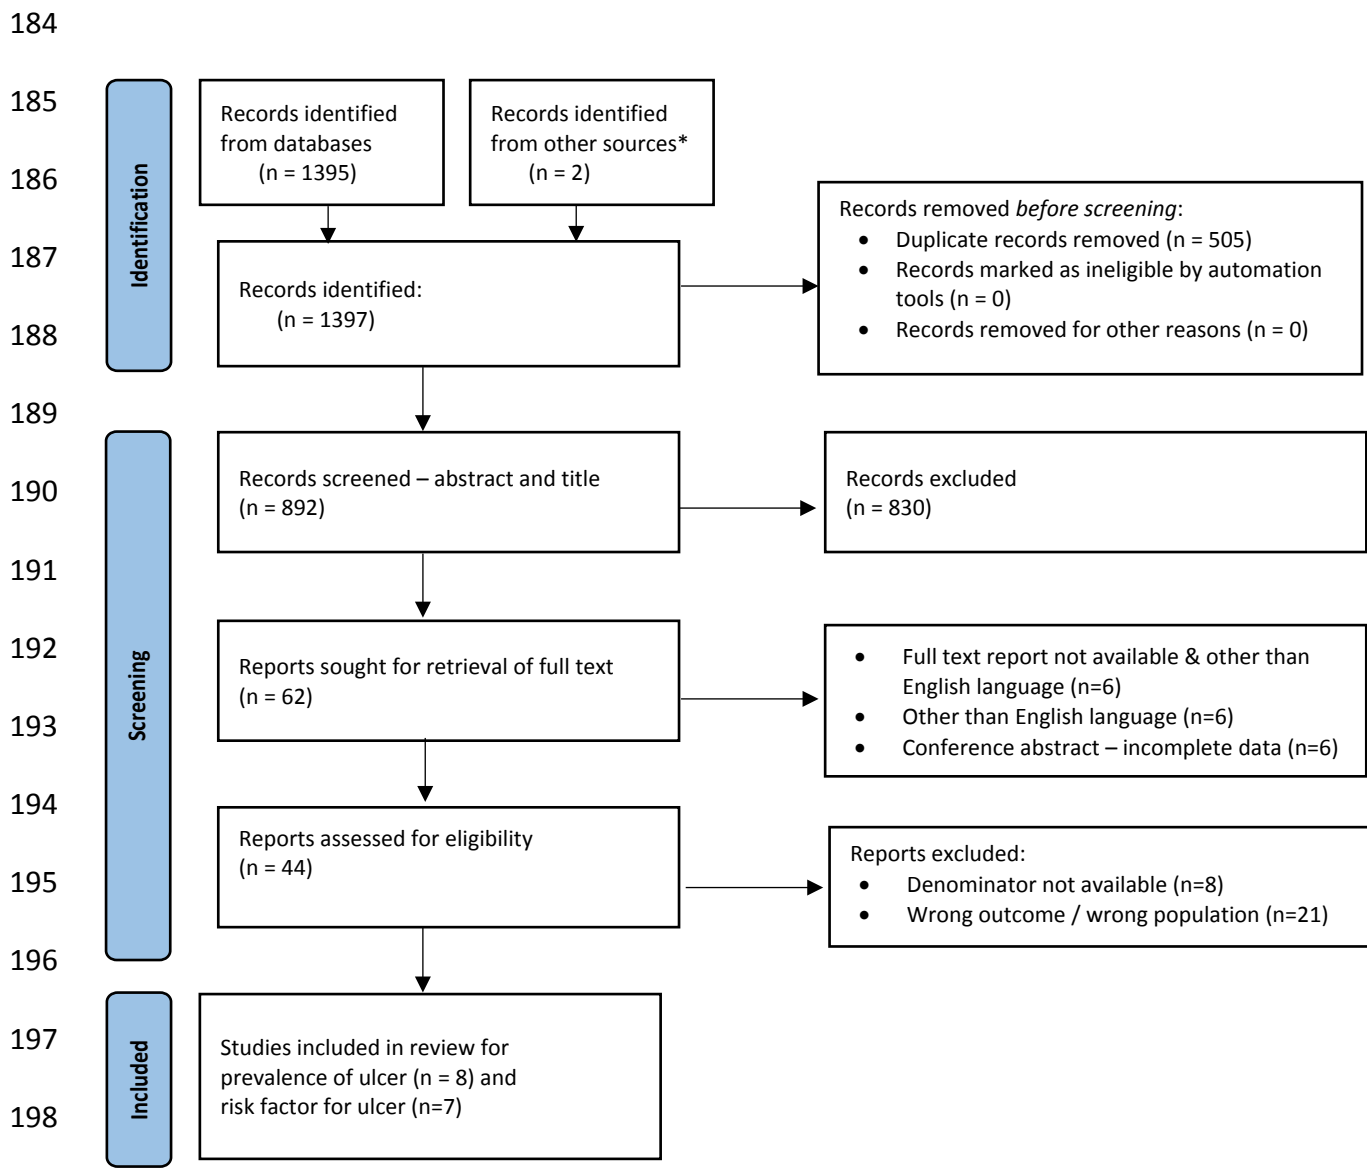 184
185
186
187
188
189
190
191
192
193
194
195
196
197
198
Identification
Records identified
from databases
(n = 1395)
Records identified
from other sources*
(n = 2)
Records identified:
(n = 1397)
Records removed before screening:
• Duplicate records removed (n = 505)
• Records marked as ineligible by automation
tools (n = 0)
• Records removed for other reasons (n = 0)
Screening
Records screened – abstract and title
(n = 892)
Records excluded
(n = 830)
Reports sought for retrieval of full text
(n = 62)
• Full text report not available & other than
English language (n=6)
• Other than English language (n=6)
• Conference abstract – incomplete data (n=6)
Reports assessed for eligibility
(n = 44)
Reports excluded:
• Denominator not available (n=8)
• Wrong outcome / wrong population (n=21)
Included
Studies included in review for
prevalence of ulcer (n = 8) and
risk factor for ulcer (n=7)